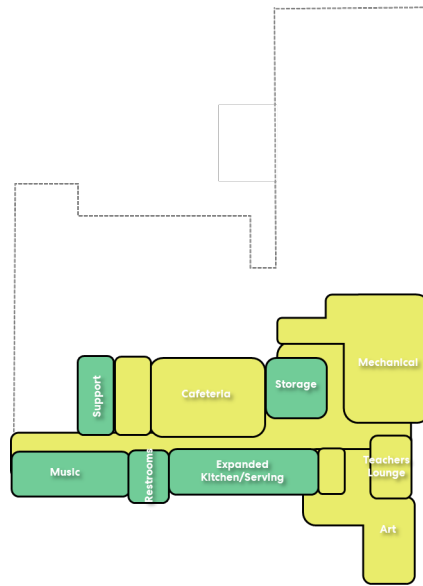 Mechanical
Support
Cafeteria
Storage
Music
Restrooms
Expanded
Kitchen/Serving
Teachers
Lounge
Art